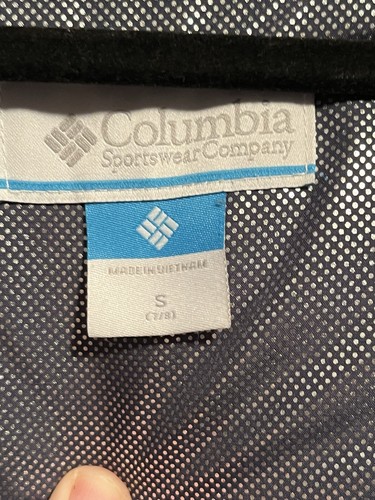 Columbia
Sportswear Company
MADE IN VIETNAM
S
(7/8)